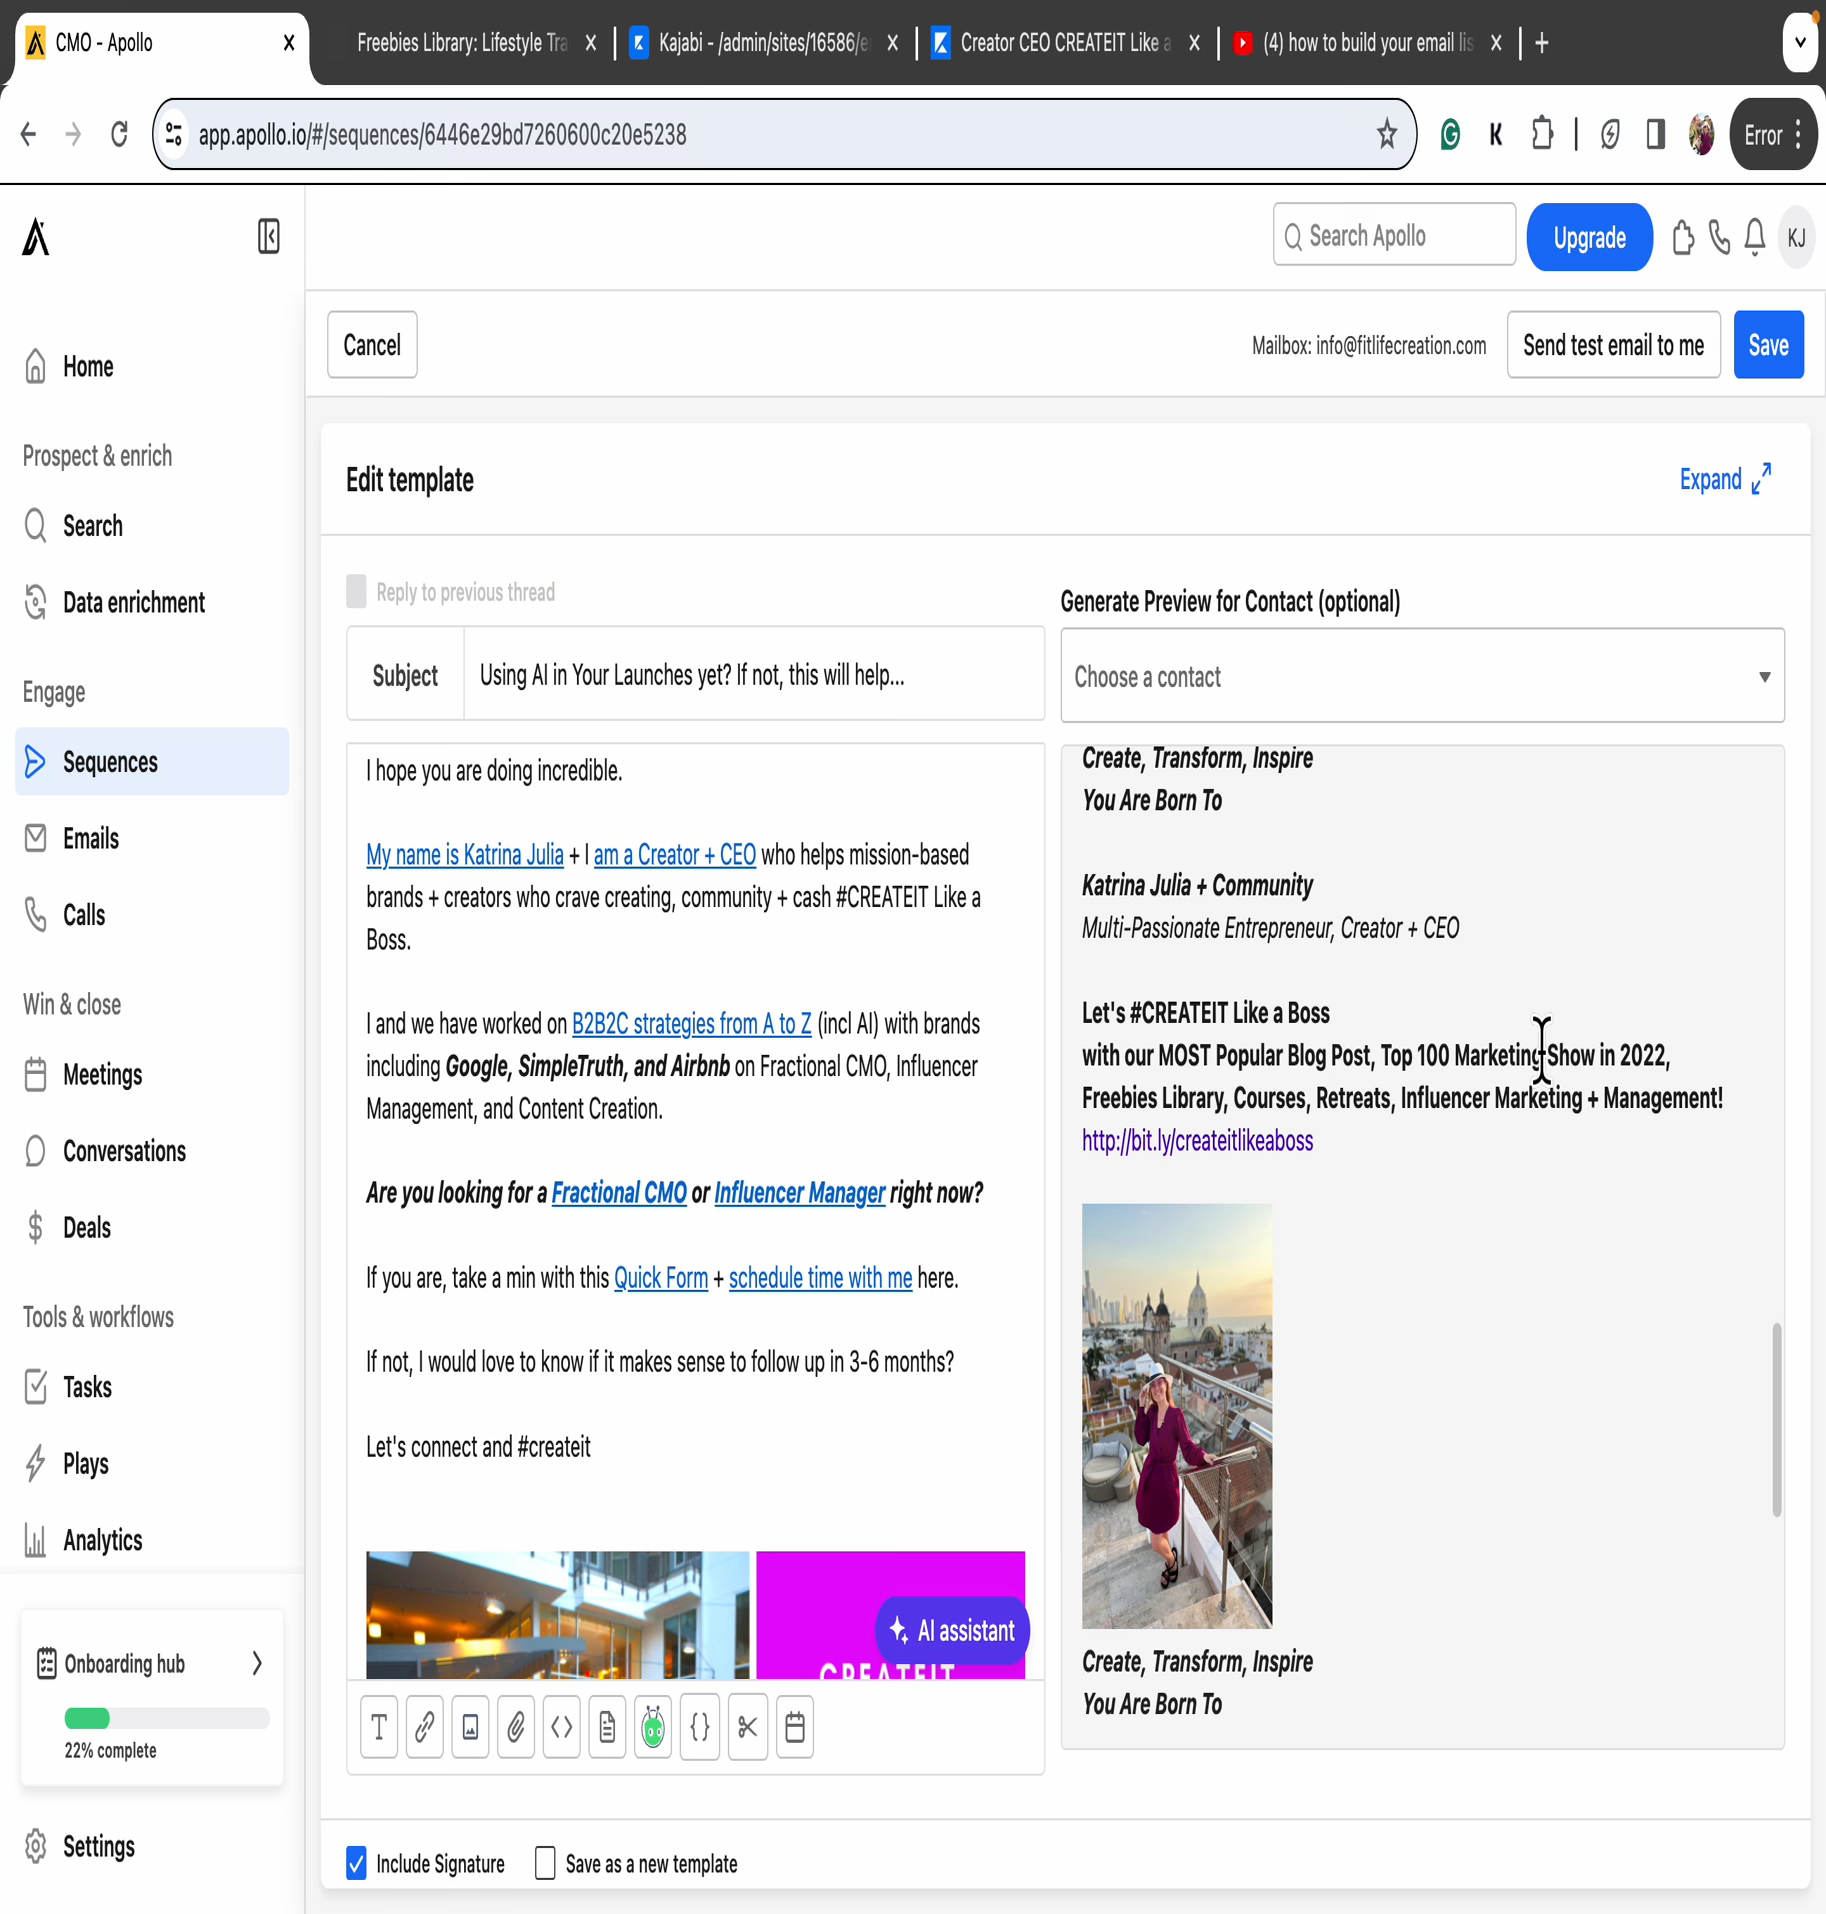 CMO - Apollo
Freebies Library: Lifestyle Tra
Kajabi - /admin/sites/16586/e
Creator CEO CREATEIT Like a
(4) how to build your email lis
app.apollo.io/#/sequences/6446e29bd7260600c20e5238
Error
Search Apollo
Upgrade
KJ
Cancel
Mailbox: info@fitlifecreation.com
Send test email to me
Save
Home
Prospect & enrich
Search
Data enrichment
Engage
Sequences
Emails
Calls
Win & close
Meetings
Conversations
Deals
Tools & workflows
Tasks
Plays
Analytics
Onboarding hub
22% complete
Settings
Edit template
Expand
Reply to previous thread
Subject
Using AI in Your Launches yet? If not, this will help...
I hope you are doing incredible.
My name is Katrina Julia + I am a Creator + CEO who helps mission-based
brands + creators who crave creating, community + cash #CREATEIT Like a
Boss.
I and we have worked on B2B2C strategies from A to Z (incl AI) with brands
including Google, SimpleTruth, and Airbnb on Fractional CMO, Influencer
Management, and Content Creation.
Are you looking for a Fractional CMO or Influencer Manager right now?
If you are, take a min with this Quick Form + schedule time with me here.
If not, I would love to know if it makes sense to follow up in 3-6 months?
Let's connect and #createit
CREATEIT
AI assistant
Generate Preview for Contact (optional)
Choose a contact
Create, Transform, Inspire
You Are Born To
Katrina Julia + Community
Multi-Passionate Entrepreneur, Creator + CEO
Let's #CREATEIT Like a Boss
with our MOST Popular Blog Post, Top 100 Marketing Show in 2022,
Freebies Library, Courses, Retreats, Influencer Marketing + Management!
http://bit.ly/createitlikeaboss
Create, Transform, Inspire
You Are Born To
Include Signature
Save as a new template